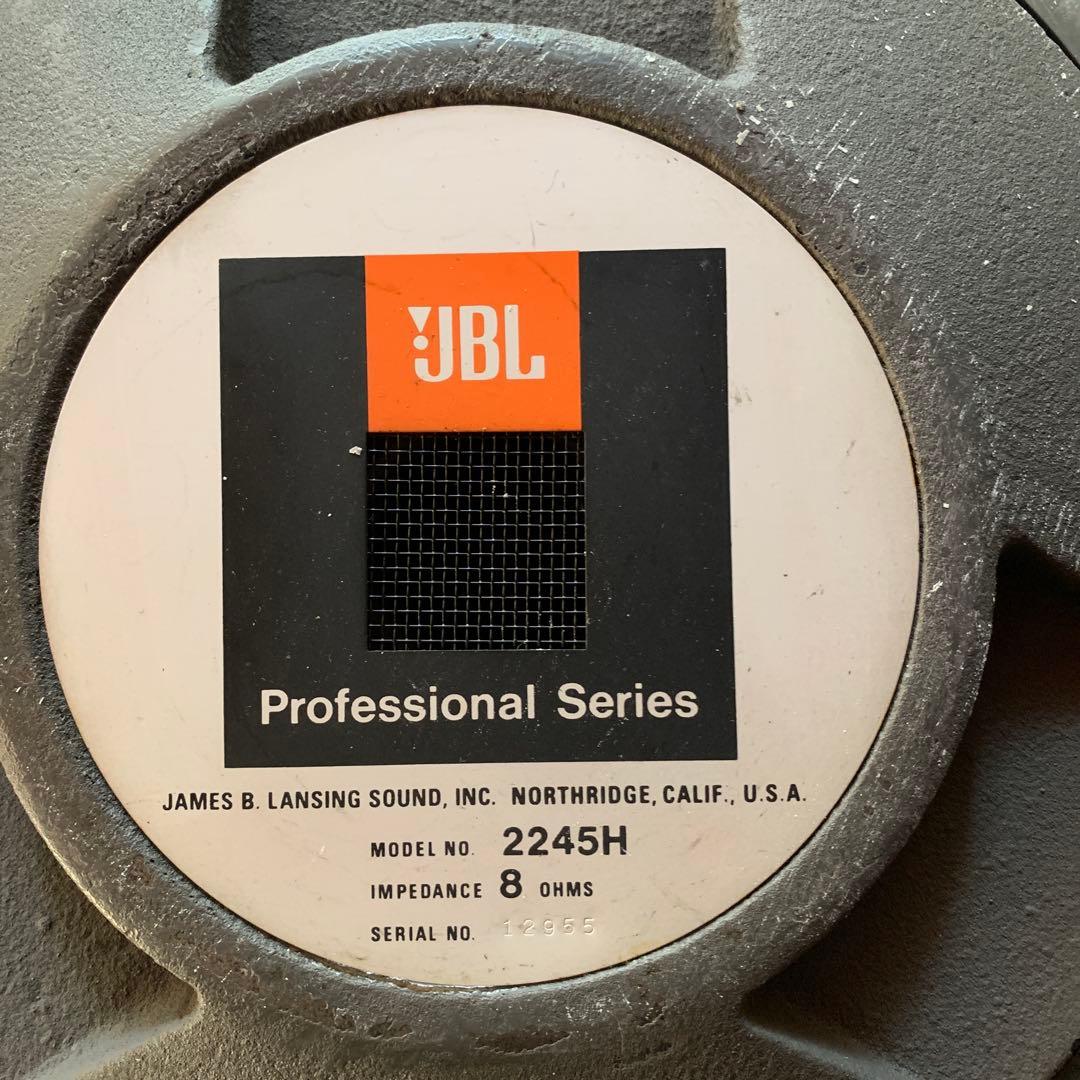 JBL
Professional Series
JAMES B. LANSING SOUND, INC. NORTHRIDGE, CALIF., U.S.A.
MODEL NO. 2245H
IMPEDANCE 8 OHMS
SERIAL NO. 12955